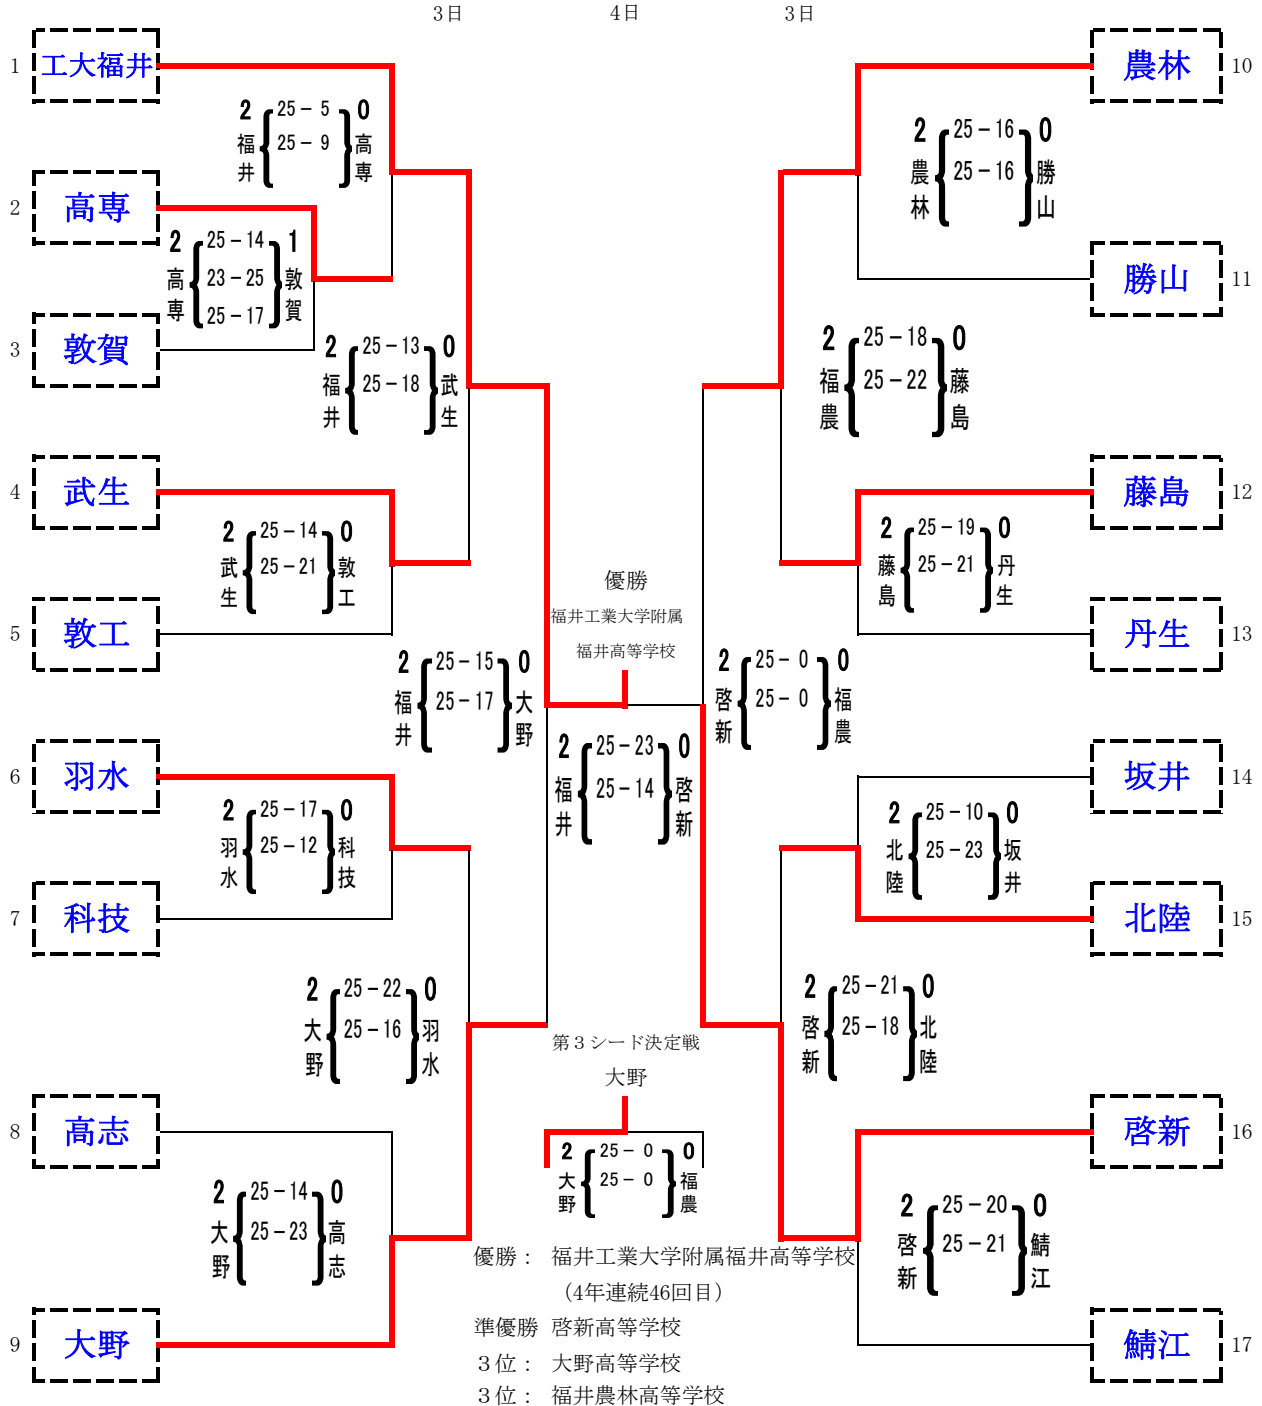 3日 4日 3日
1 工大福井
2 高専
3 敦賀
4 武生
5 敦工
6 羽水
7 科技
8 高志
9 大野
農林 10
勝山 11
藤島 12
丹生 13
坂井 14
北陸 15
啓新 16
鯖江 17
2 福井 25－5 25－9 0 高専
2 高専 25－14 23－25 25－17 1 敦賀
2 福井 25－13 25－18 0 武生
2 武生 25－14 25－21 0 敦工
2 福井 25－15 25－17 0 大野
2 羽水 25－17 25－12 0 科技
2 大野 25－22 25－16 0 羽水
2 大野 25－14 25－23 0 高志
2 農林 25－16 25－16 0 勝山
2 福農 25－18 25－22 0 藤島
2 藤島 25－19 25－21 0 丹生
2 啓新 25－0 25－0 0 福農
2 北陸 25－10 25－23 0 坂井
2 啓新 25－21 25－18 0 北陸
2 啓新 25－20 25－21 0 鯖江
優勝
福井工業大学附属
福井高等学校
2 福井 25－23 25－14 0 啓新
第３シード決定戦
大野
2 大野 25－0 25－0 0 福農
優勝： 福井工業大学附属福井高等学校
（4年連続46回目）
準優勝 啓新高等学校
３位： 大野高等学校
３位： 福井農林高等学校